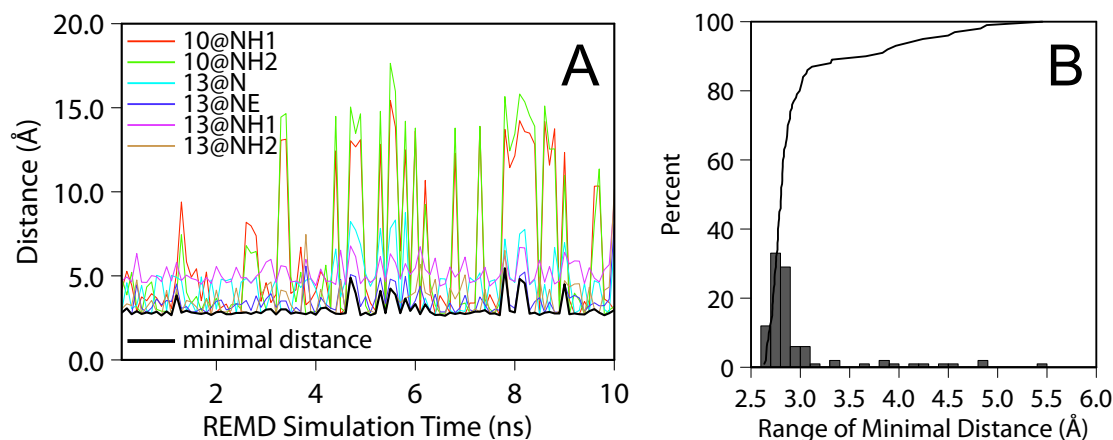 A
20.0
15.0
10.0
5.0
0.0
Distance (Å)
10@NH1
10@NH2
13@N
13@NE
13@NH1
13@NH2
minimal distance
2
4
6
8
10
REMD Simulation Time (ns)
B
100
80
60
40
20
0
Percent
2.5
3.0
3.5
4.0
4.5
5.0
5.5
6.0
Range of Minimal Distance (Å)